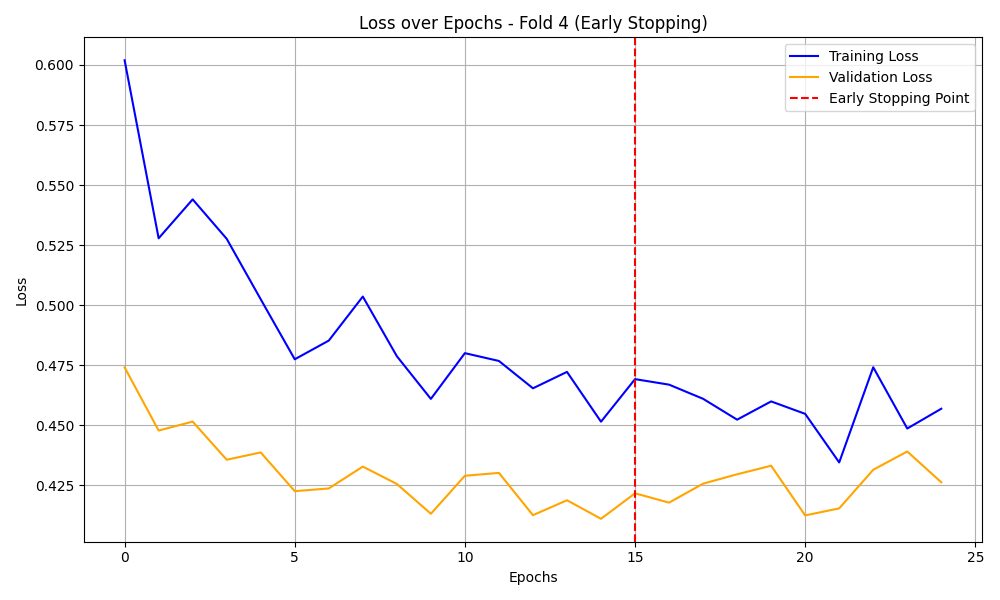 Loss over Epochs - Fold 4 (Early Stopping)
Training Loss
Validation Loss
Early Stopping Point
Loss
0.600
0.575
0.550
0.525
0.500
0.475
0.450
0.425
0 5 10 15 20 25
Epochs